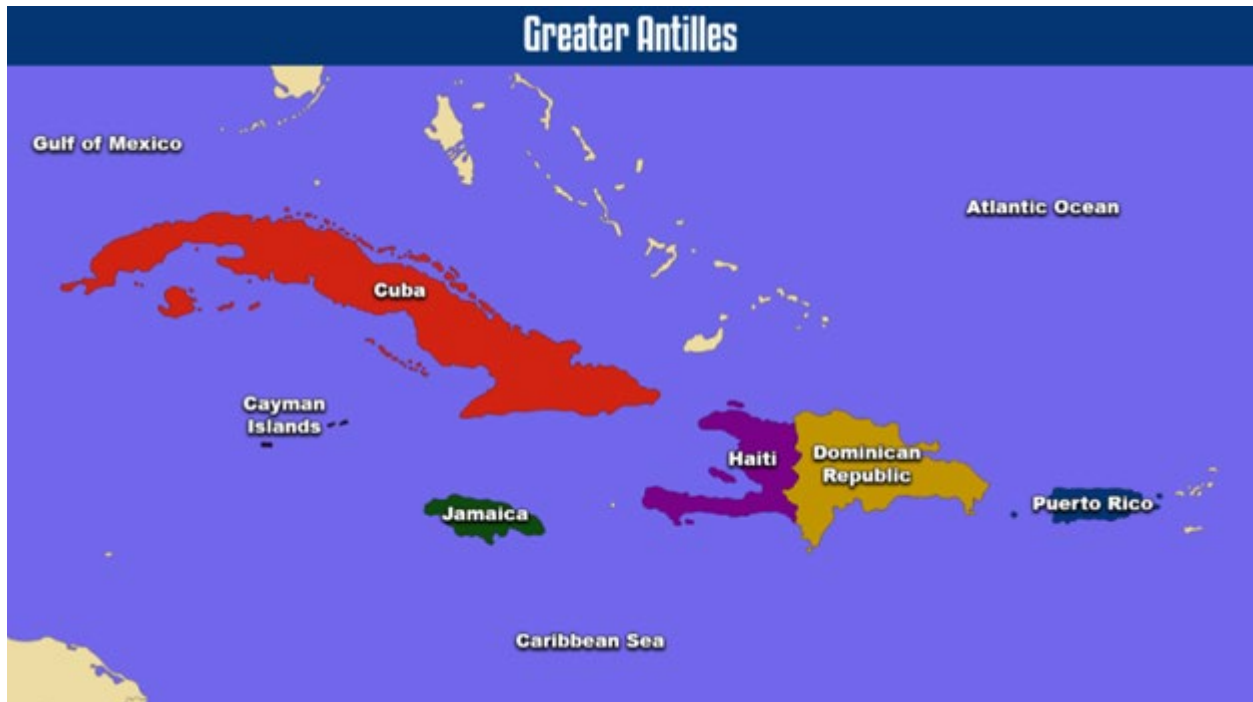 Greater Antilles
Gulf of Mexico
Atlantic Ocean
Cuba
Cayman
Islands
Haiti
Dominican
Republic
Jamaica
Puerto Rico
Caribbean Sea